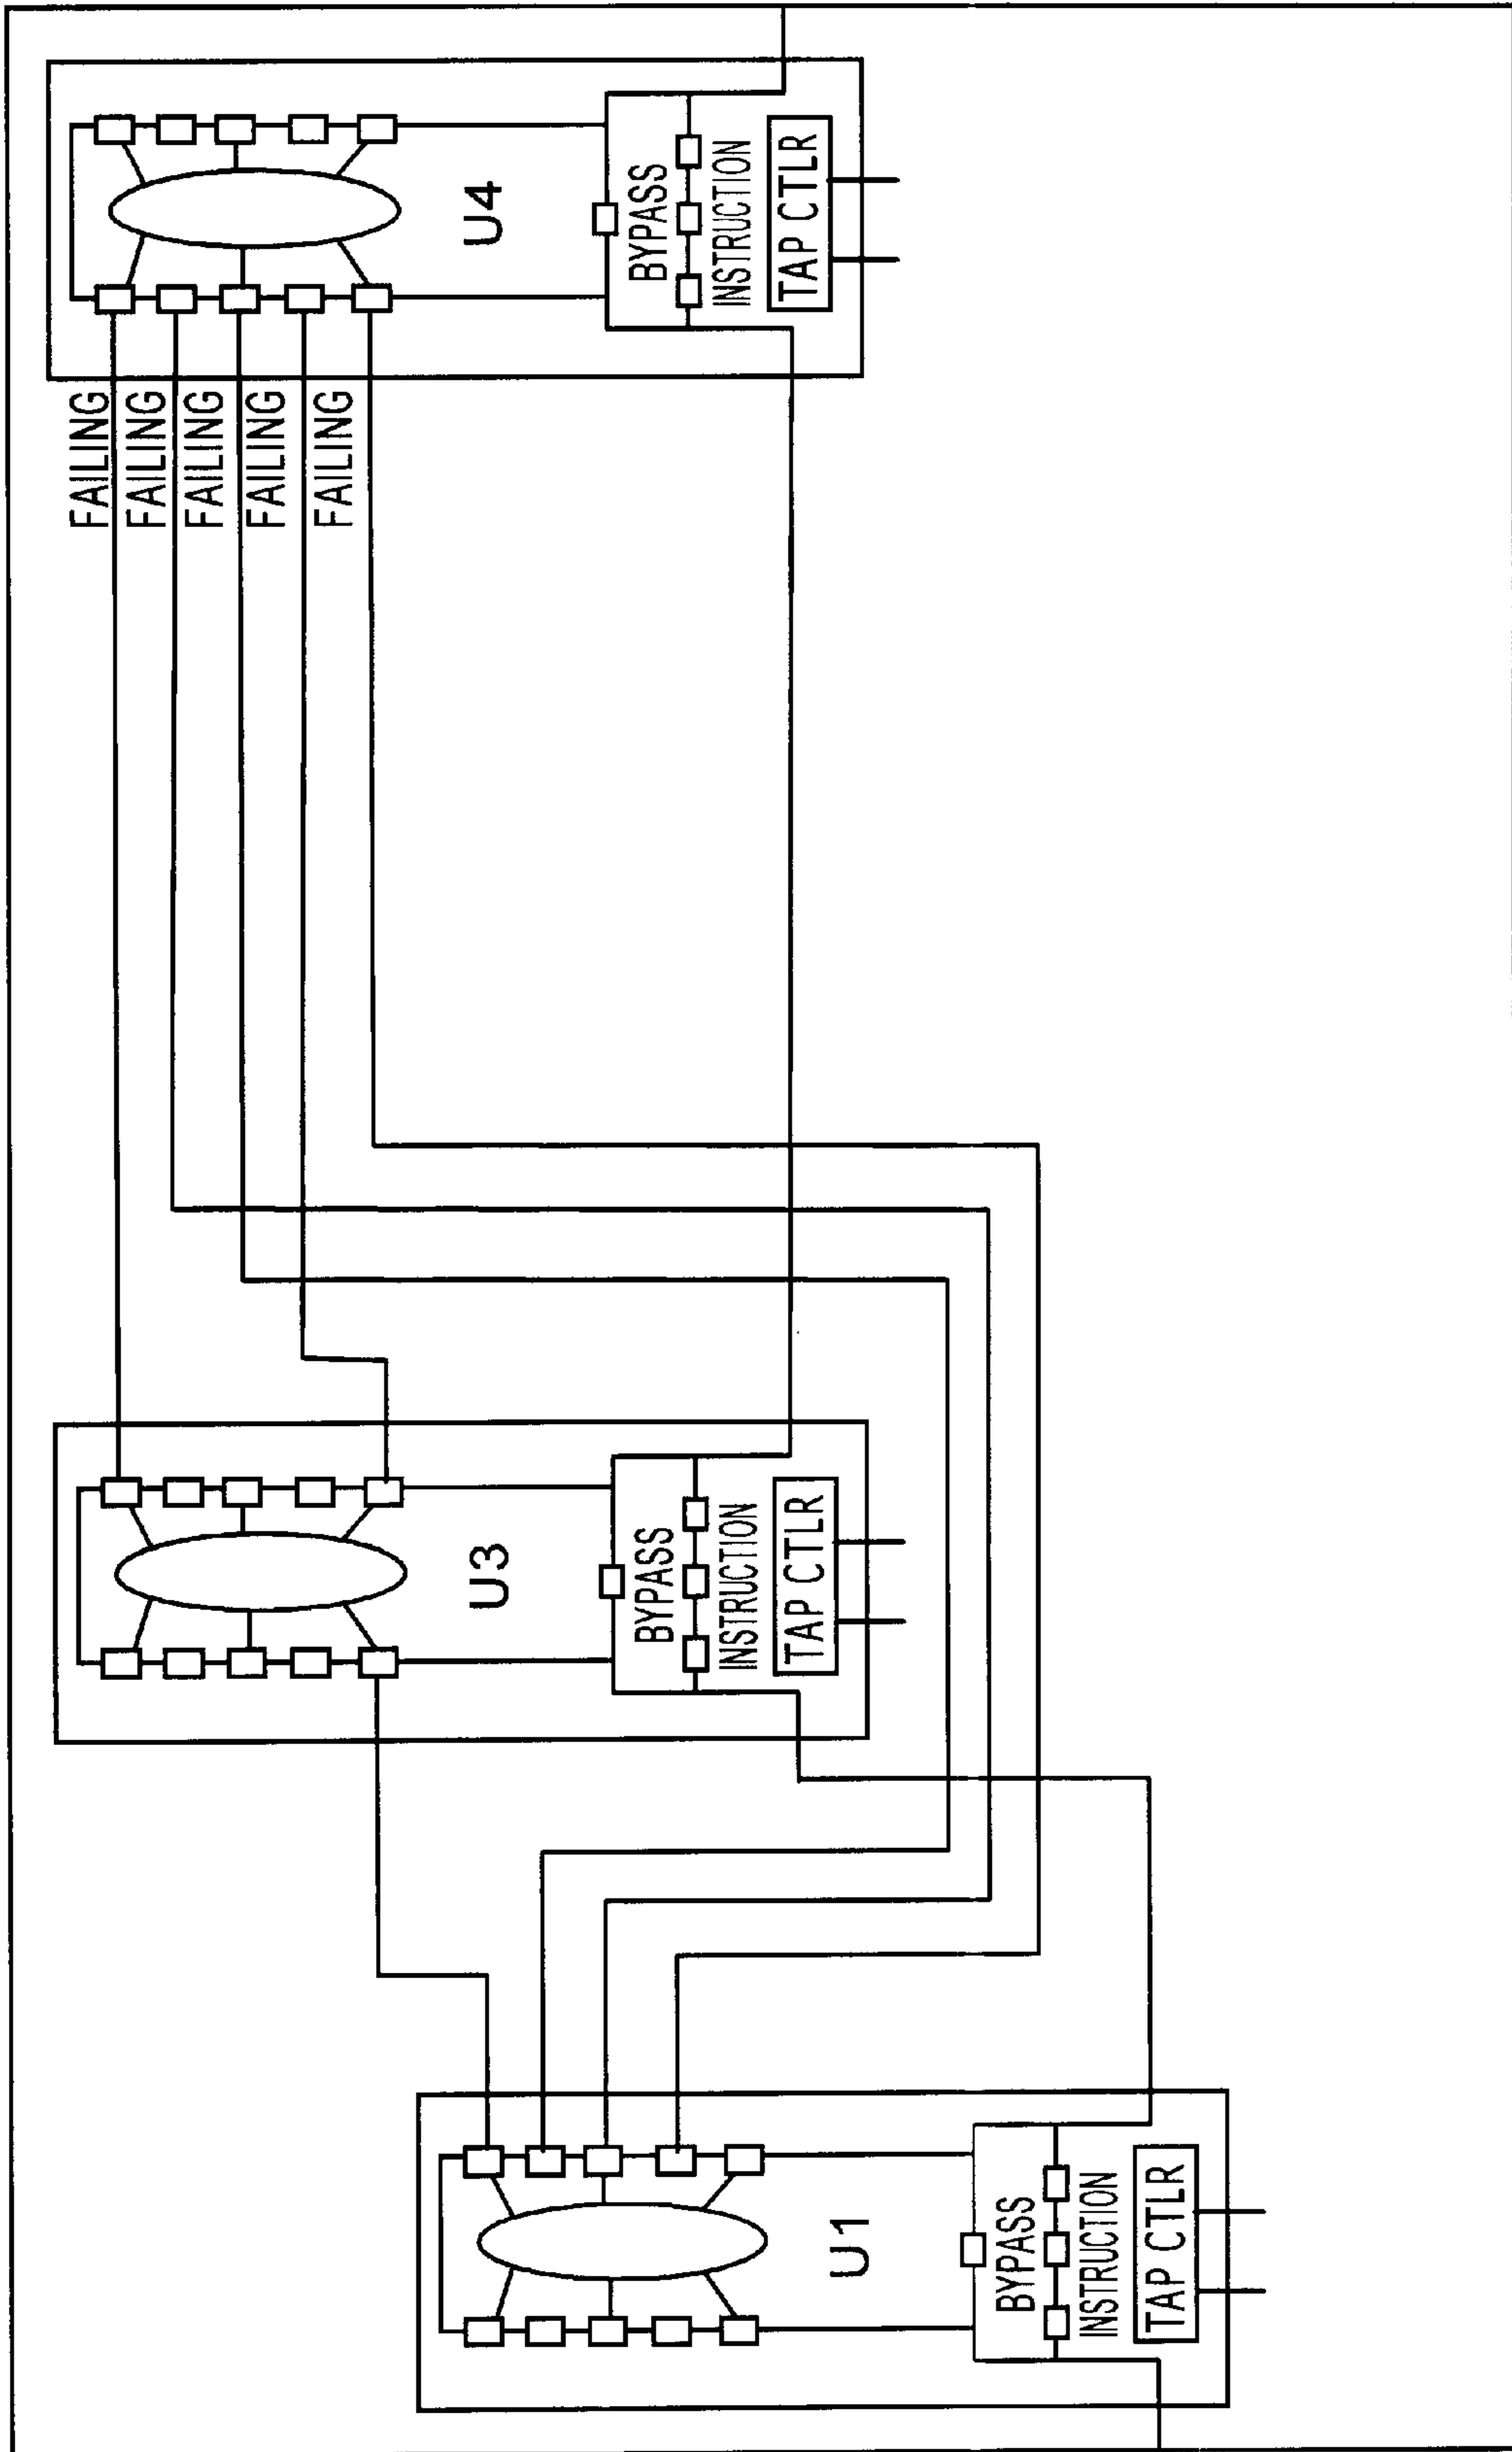 FAILING
FAILING
FAILING
FAILING
FAILING
U4
BYPASS
INSTRUCTION
TAP CTLR
U3
BYPASS
INSTRUCTION
TAP CTLR
U1
BYPASS
INSTRUCTION
TAP CTLR